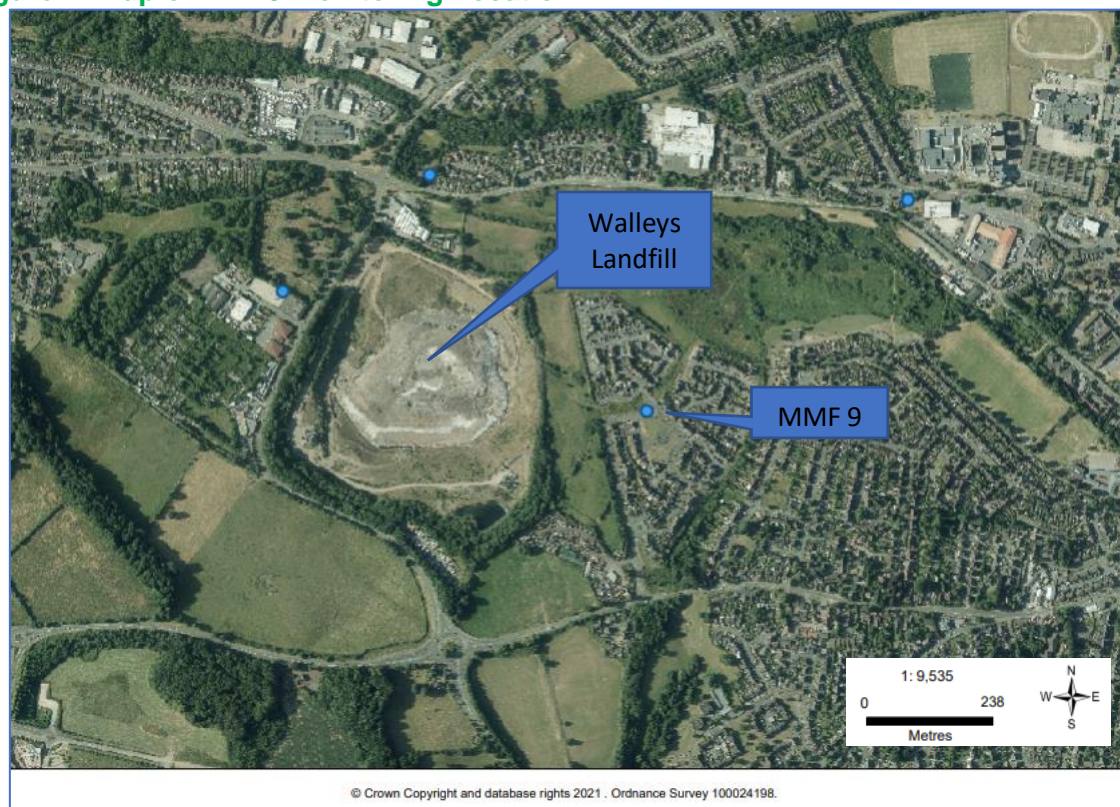 Walleys
Landfill
MMF 9
1: 9,535
N
W E
S
0 238
Metres
© Crown Copyright and database rights 2021 . Ordnance Survey 100024198.